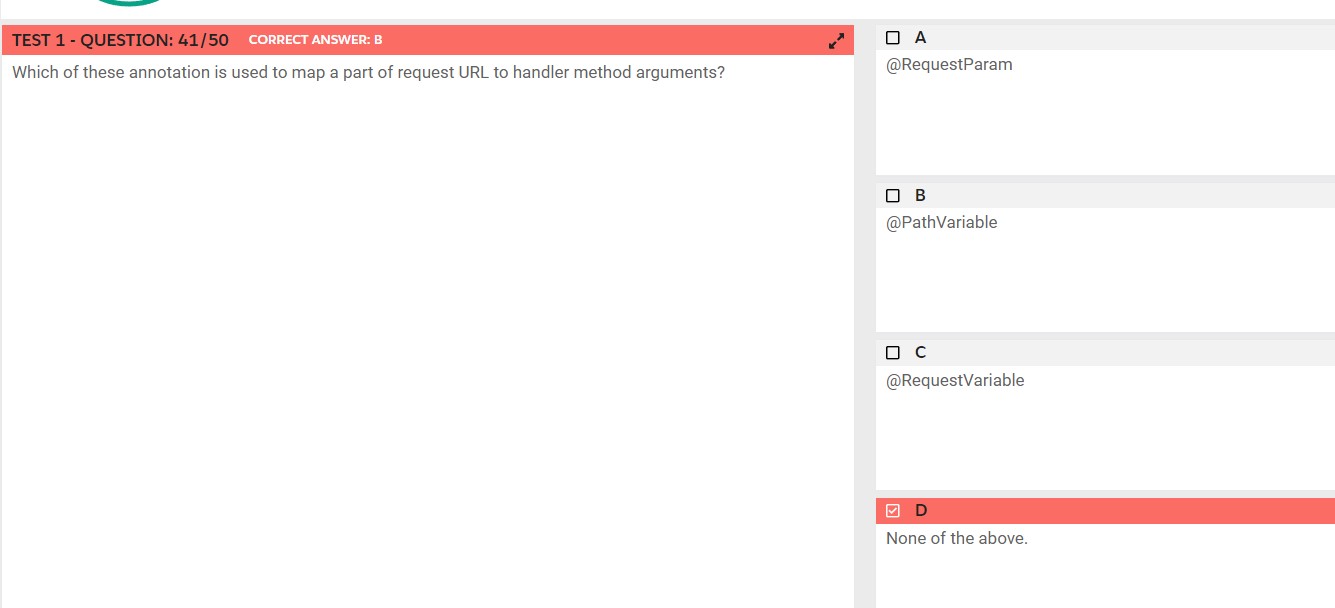 TEST 1 - QUESTION: 41/50 CORRECT ANSWER: B
Which of these annotation is used to map a part of request URL to handler method arguments?
A
@RequestParam
B
@PathVariable
C
@RequestVariable
D
None of the above.